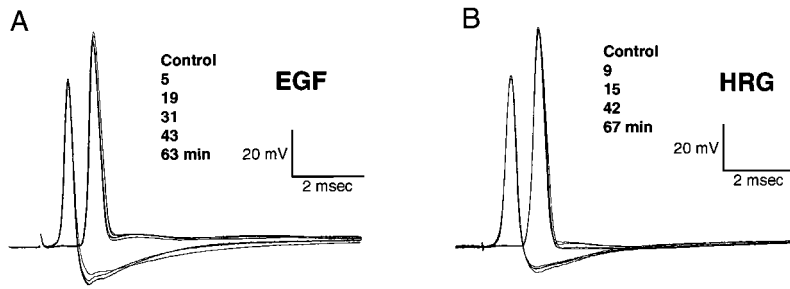 A
Control
5
19
31
43
63 min
EGF
20 mV
2 msec
B
Control
9
15
42
67 min
HRG
20 mV
2 msec